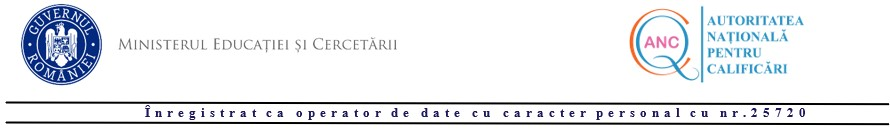 GUVERNUL ROMÂNIEI
MINISTERUL EDUCAȚIEI ȘI CERCETĂRII
ANC
AUTORITATEA
NAȚIONALĂ
PENTRU
CALIFICĂRI
Înregistrat ca operator de date cu caracter personal cu nr.25720